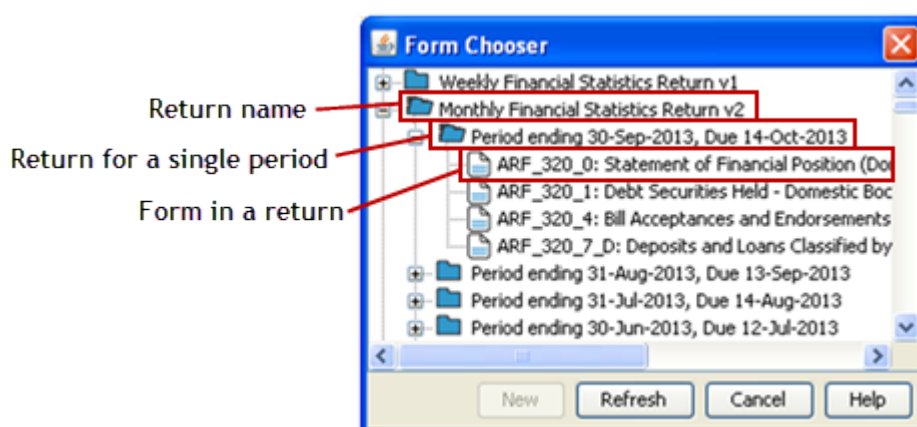 Form Chooser
Weekly Financial Statistics Return v1
Return name
Monthly Financial Statistics Return v2
Return for a single period
Period ending 30-Sep-2013, Due 14-Oct-2013
Form in a return
ARF_320_0: Statement of Financial Position (Do
ARF_320_1: Debt Securities Held - Domestic Boc
ARF_320_4: Bill Acceptances and Endorsements
ARF_320_7_D: Deposits and Loans Classified by
Period ending 31-Aug-2013, Due 13-Sep-2013
Period ending 31-Jul-2013, Due 14-Aug-2013
Period ending 30-Jun-2013, Due 12-Jul-2013
New Refresh Cancel Help